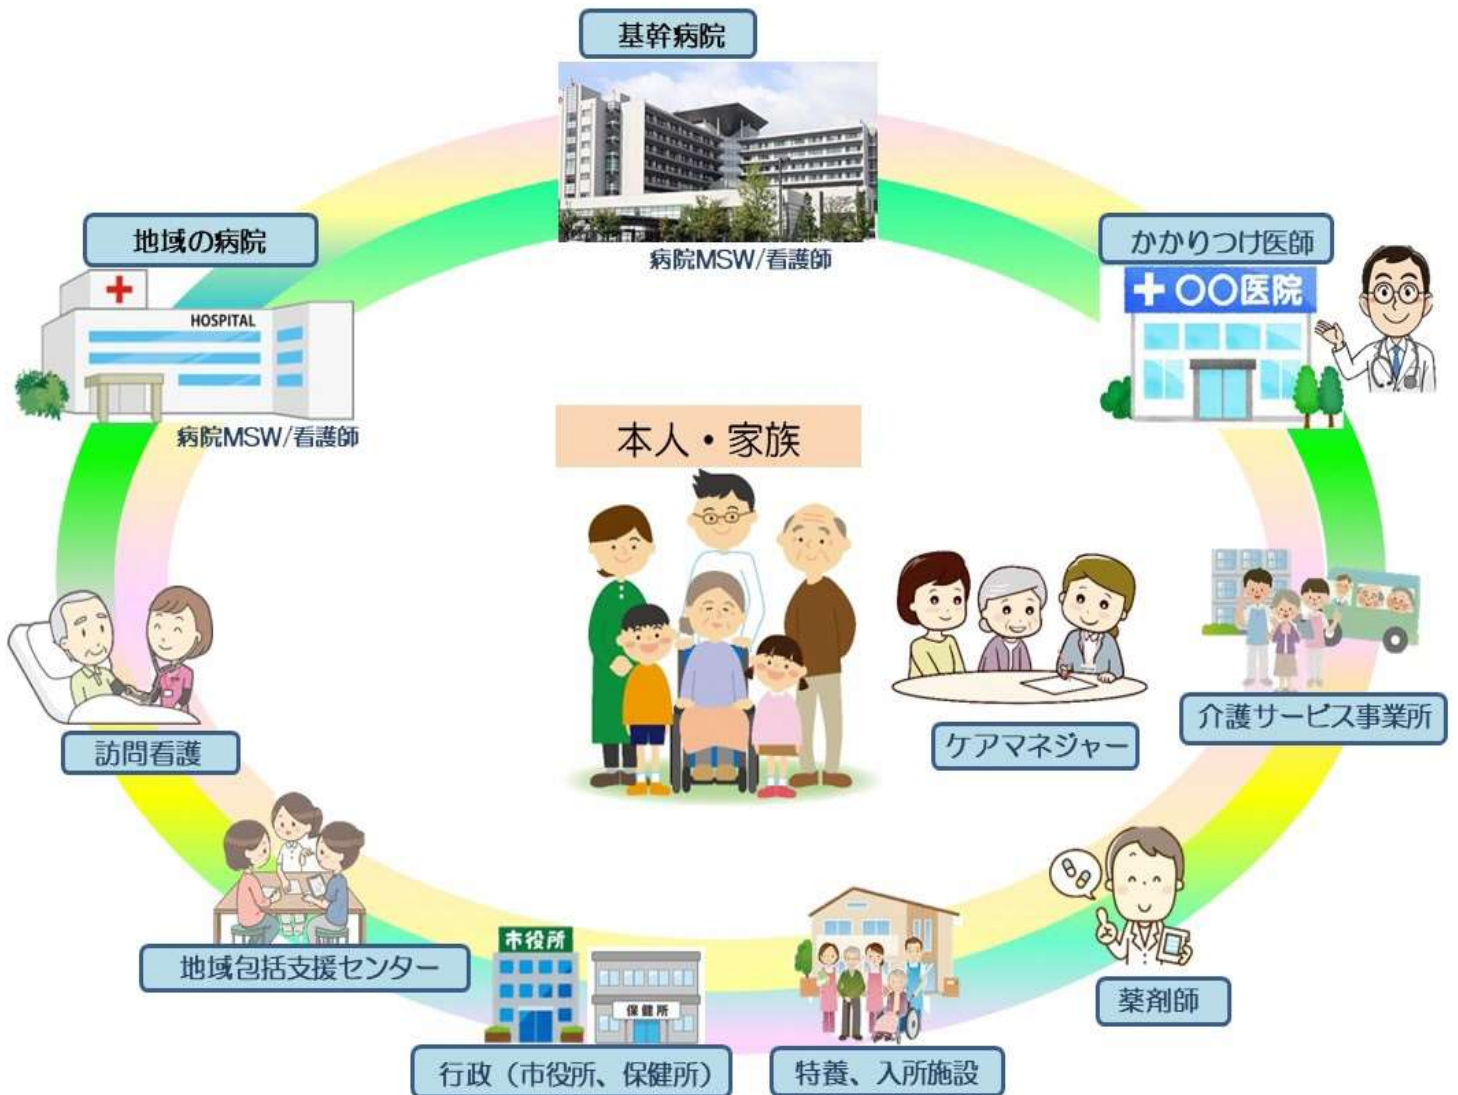 基幹病院
病院MSW/看護師
地域の病院
HOSPITAL
病院MSW/看護師
かかりつけ医師
〇〇医院
本人・家族
ケアマネジャー
介護サービス事業所
訪問看護
地域包括支援センター
市役所
保健所
行政（市役所、保健所）
特養、入所施設
薬剤師